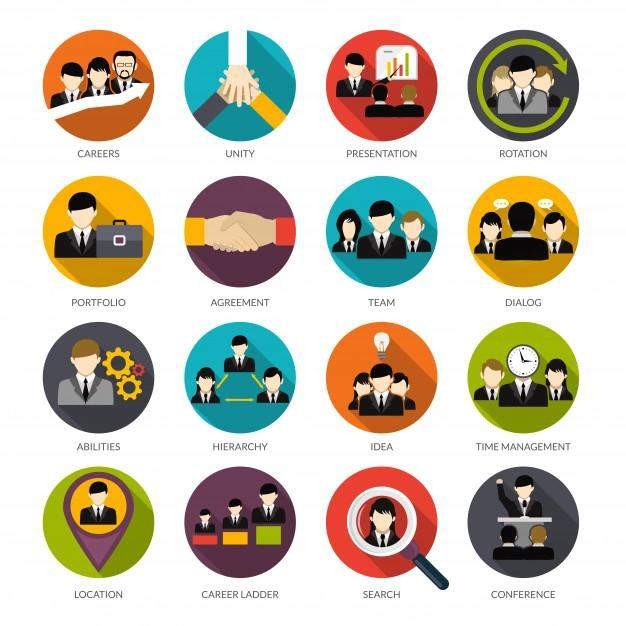 CAREERS
UNITY
PRESENTATION
ROTATION
PORTFOLIO
AGREEMENT
TEAM
DIALOG
ABILITIES
HIERARCHY
IDEA
TIME MANAGEMENT
LOCATION
CAREER LADDER
SEARCH
CONFERENCE